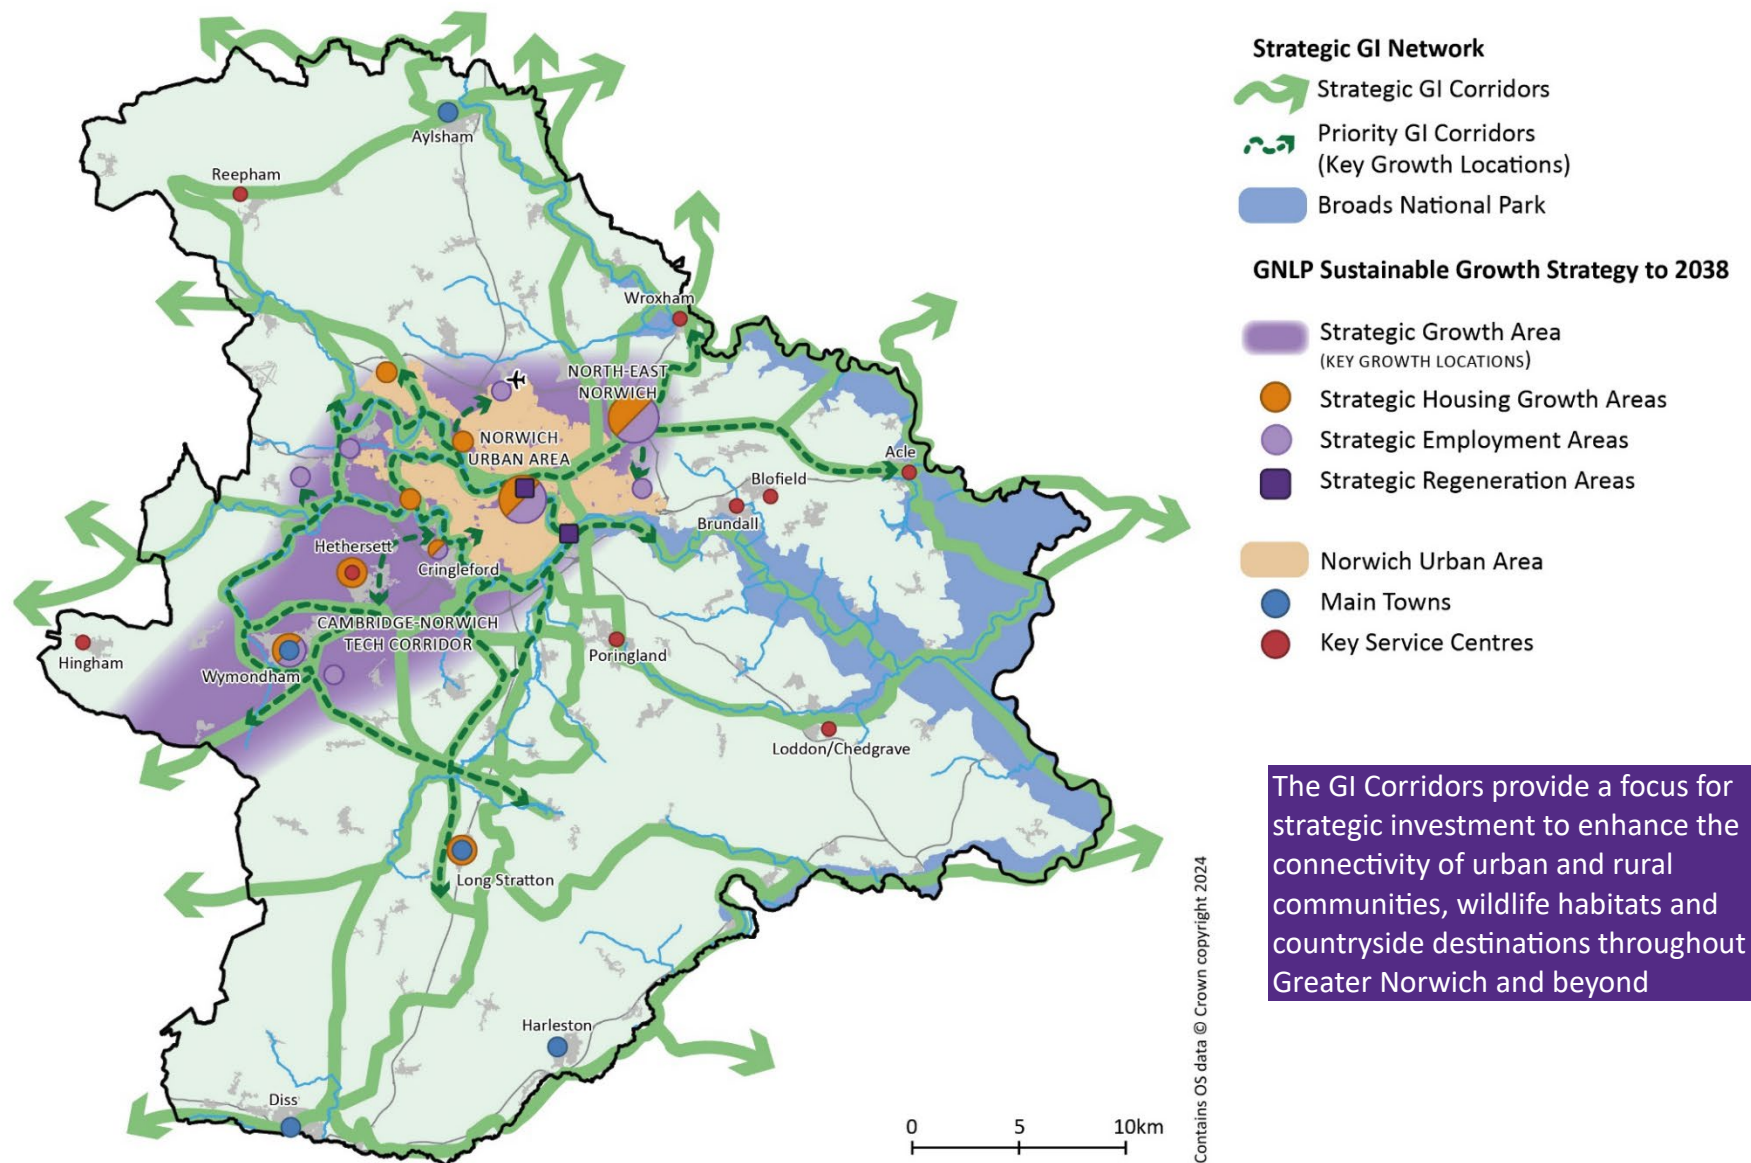 Aylsham
Reepham
Wroxham
NORTH-EAST
NORWICH
NORWICH
URBAN AREA
Acle
Blofield
Brundall
Hethersett
Cringleford
CAMBRIDGE-NORWICH
TECH CORRIDOR
Hingham
Wymondham
Poringland
Loddon/Chedgrave
Long Stratton
Harleston
Diss
0 5 10km
Contains OS data © Crown copyright 2024
Strategic GI Network
Strategic GI Corridors
Priority GI Corridors
(Key Growth Locations)
Broads National Park
GNLP Sustainable Growth Strategy to 2038
Strategic Growth Area
(KEY GROWTH LOCATIONS)
Strategic Housing Growth Areas
Strategic Employment Areas
Strategic Regeneration Areas
Norwich Urban Area
Main Towns
Key Service Centres
The GI Corridors provide a focus for
strategic investment to enhance the
connectivity of urban and rural
communities, wildlife habitats and
countryside destinations throughout
Greater Norwich and beyond